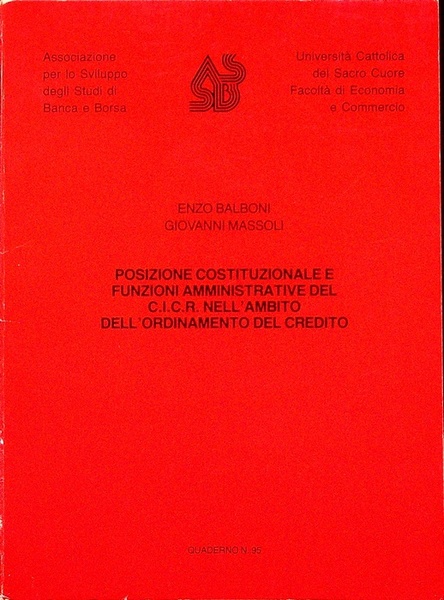 Associazione
per lo Sviluppo
degli Studi di
Banca e Borsa
ASSB
Università Cattolica
del Sacro Cuore
Facoltà di Economia
e Commercio
ENZO BALBONI
GIOVANNI MASSOLI
POSIZIONE COSTITUZIONALE E
FUNZIONI AMMINISTRATIVE DEL
C.I.C.R. NELL'AMBITO
DELL'ORDINAMENTO DEL CREDITO
QUADERNO N. 95